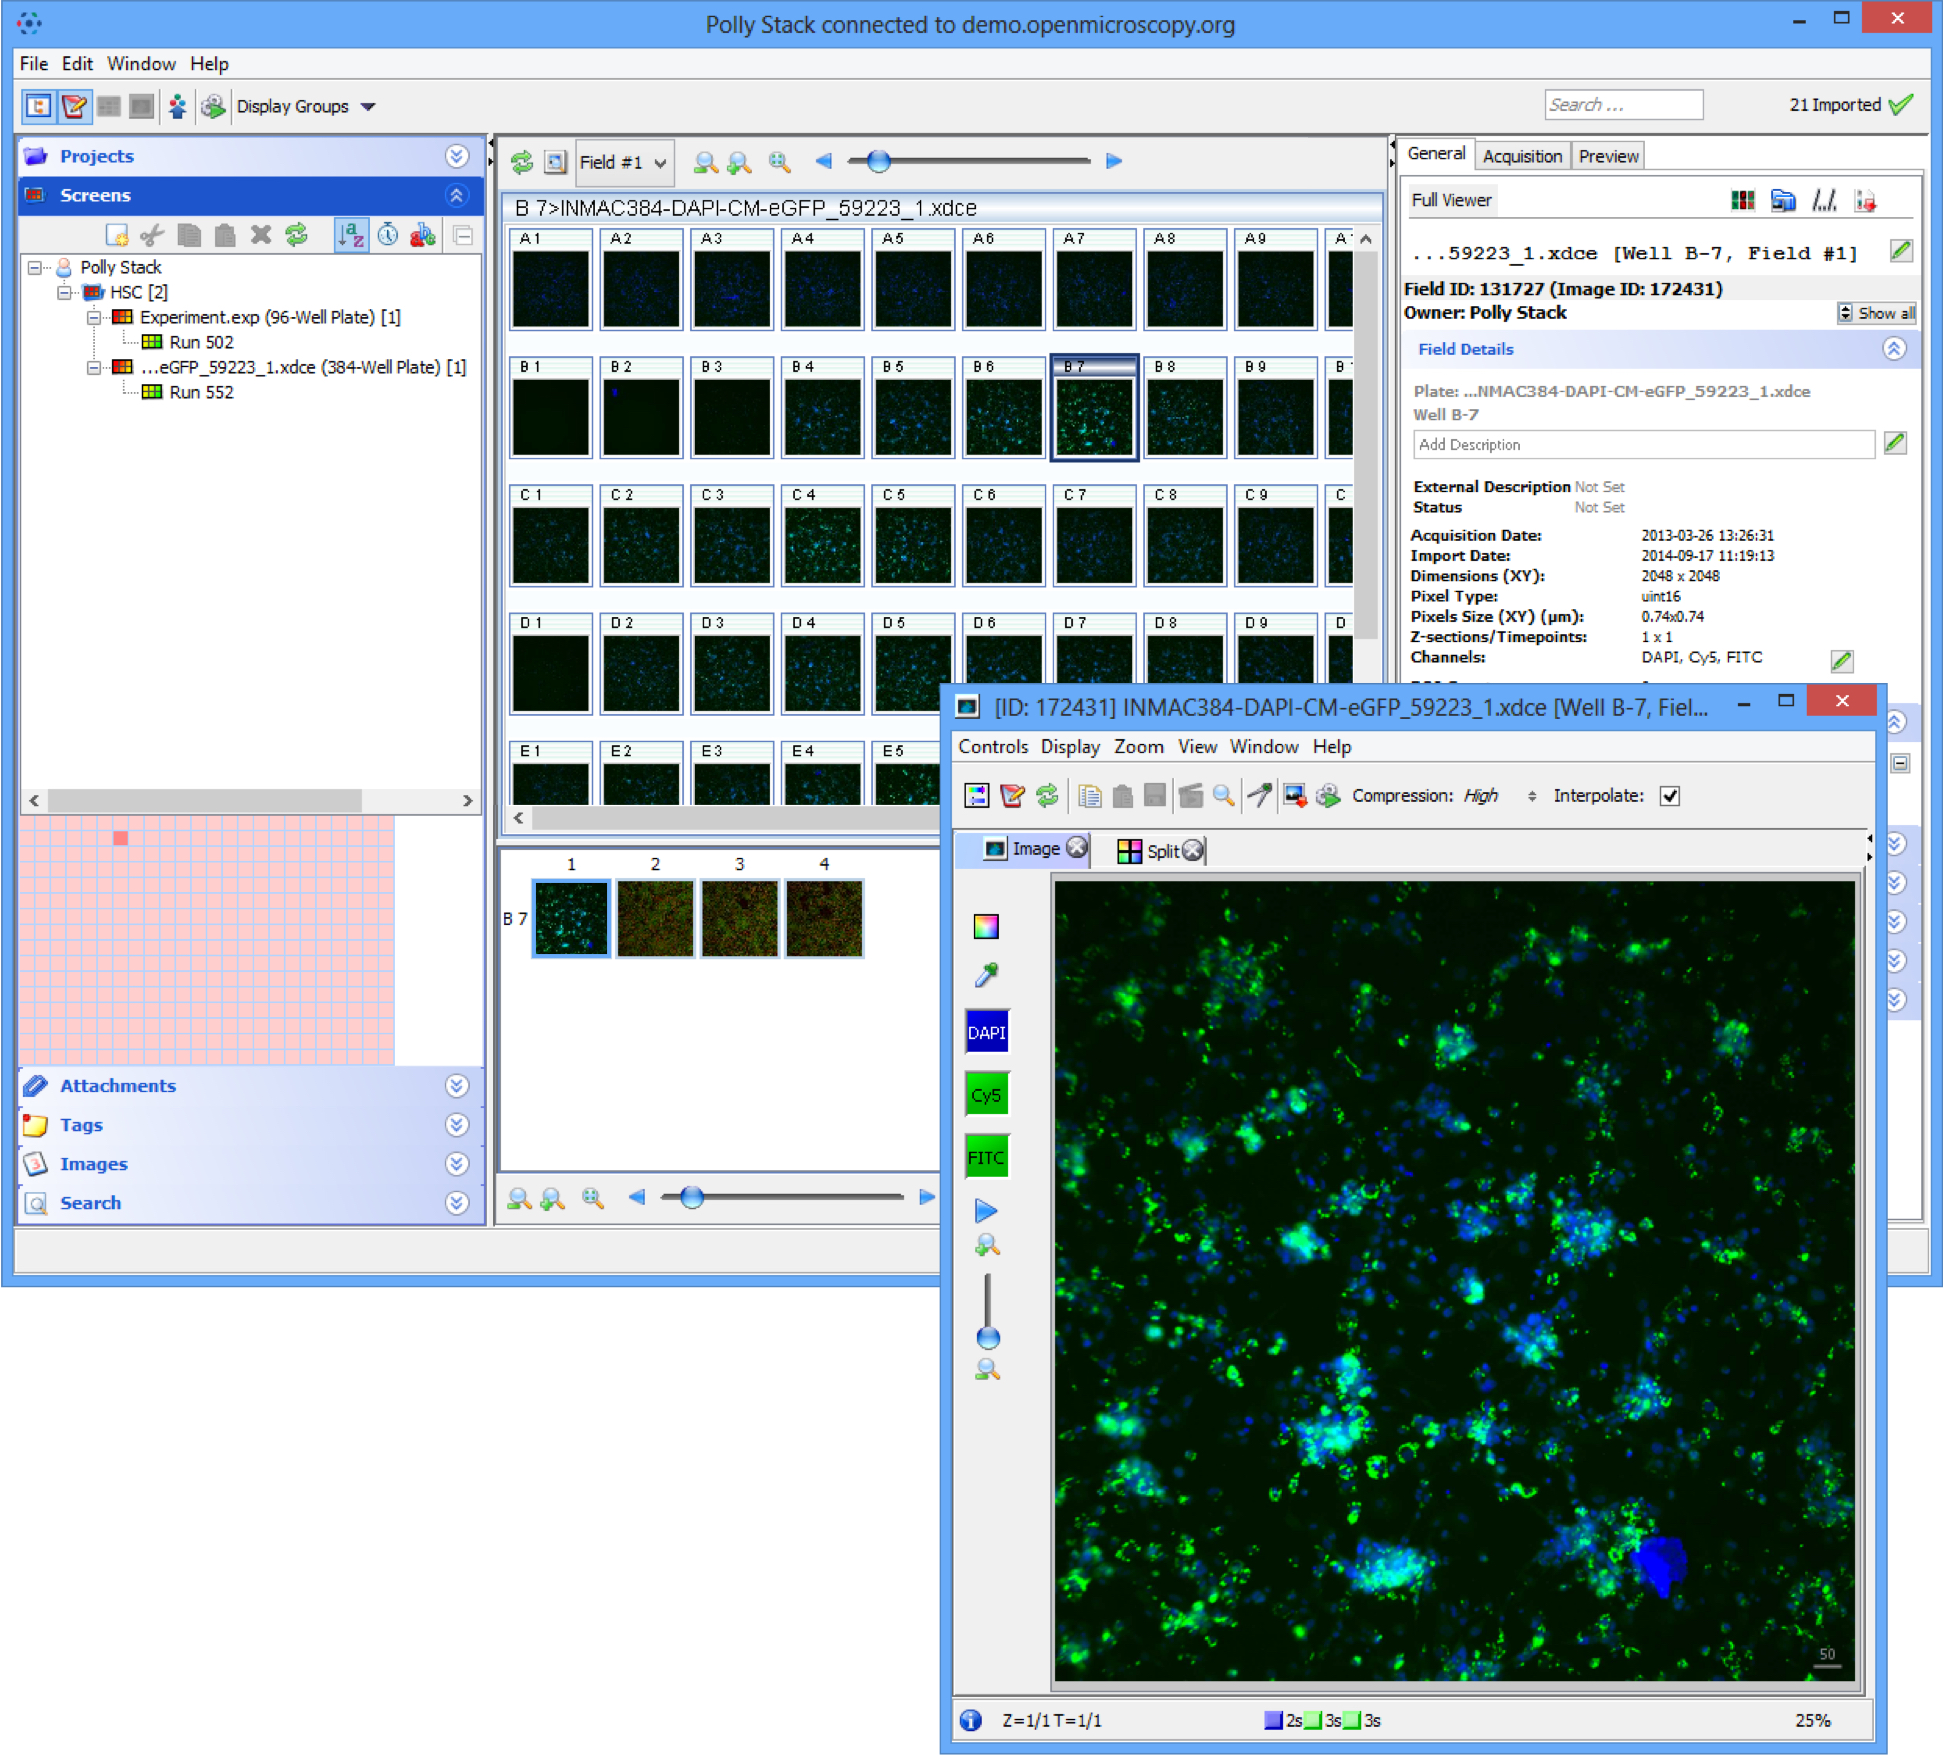 Polly Stack connected to demo.openmicroscopy.org
File Edit Window Help
Display Groups
Search ...
21 Imported
Projects
Screens
Polly Stack
HSC [2]
Experiment.exp (96-Well Plate) [1]
Run 502
...eGFP_59223_1.xdce (384-Well Plate) [1]
Run 552
Attachments
Tags
Images
Search
Field #1
B 7>INMAC384-DAPI-CM-eGFP_59223_1.xdce
A 1 A 2 A 3 A 4 A 5 A 6 A 7 A 8 A 9
B 1 B 2 B 3 B 4 B 5 B 6 B 7 B 8 B 9
C 1 C 2 C 3 C 4 C 5 C 6 C 7 C 8 C 9 C
D 1 D 2 D 3 D 4 D 5 D 6 D 7 D 8 D 9 D
E 1 E 2 E 3 E 4 E 5
1 2 3 4
B 7
General Acquisition Preview
Full Viewer
...59223_1.xdce [Well B-7, Field #1]
Field ID: 131727 (Image ID: 172431)
Owner: Polly Stack
Show all
Field Details
Plate: ...NMAC384-DAPI-CM-eGFP_59223_1.xdce
Well B-7
Add Description
External Description Not Set
Status Not Set
Acquisition Date: 2013-03-26 13:26:31
Import Date: 2014-09-17 11:19:13
Dimensions (XY): 2048 x 2048
Pixel Type: uint16
Pixels Size (XY) (µm): 0.74x0.74
Z-sections/Timepoints: 1 x 1
Channels: DAPI, Cy5, FITC
[ID: 172431] INMAC384-DAPI-CM-eGFP_59223_1.xdce [Well B-7, Fiel...
Controls Display Zoom View Window Help
Compression: High Interpolate:
Image Split
DAPI
Cy5
FITC
50
Z=1/1 T=1/1
2s 3s 3s
25%